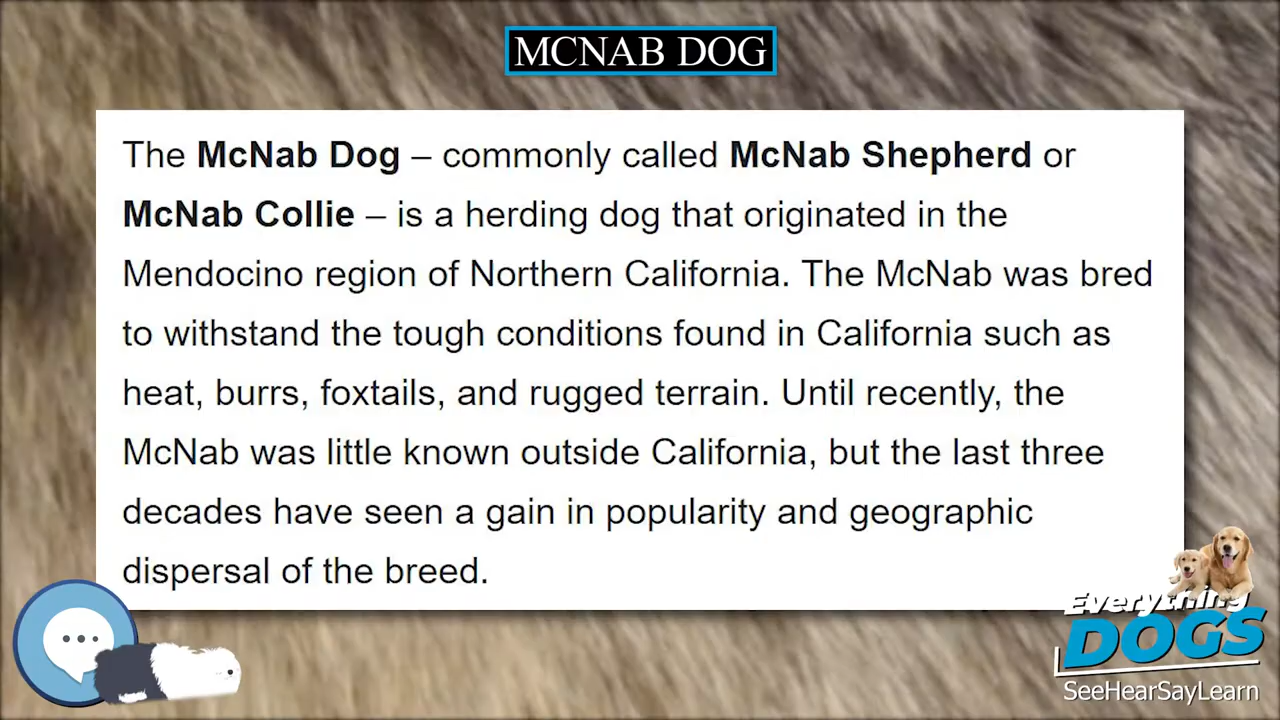 MCNAB DOG
The McNab Dog – commonly called McNab Shepherd or
McNab Collie – is a herding dog that originated in the
Mendocino region of Northern California. The McNab was bred
to withstand the tough conditions found in California such as
heat, burrs, foxtails, and rugged terrain. Until recently, the
McNab was little known outside California, but the last three
decades have seen a gain in popularity and geographic
dispersal of the breed.
Everything
DOGS
SeeHearSayLearn